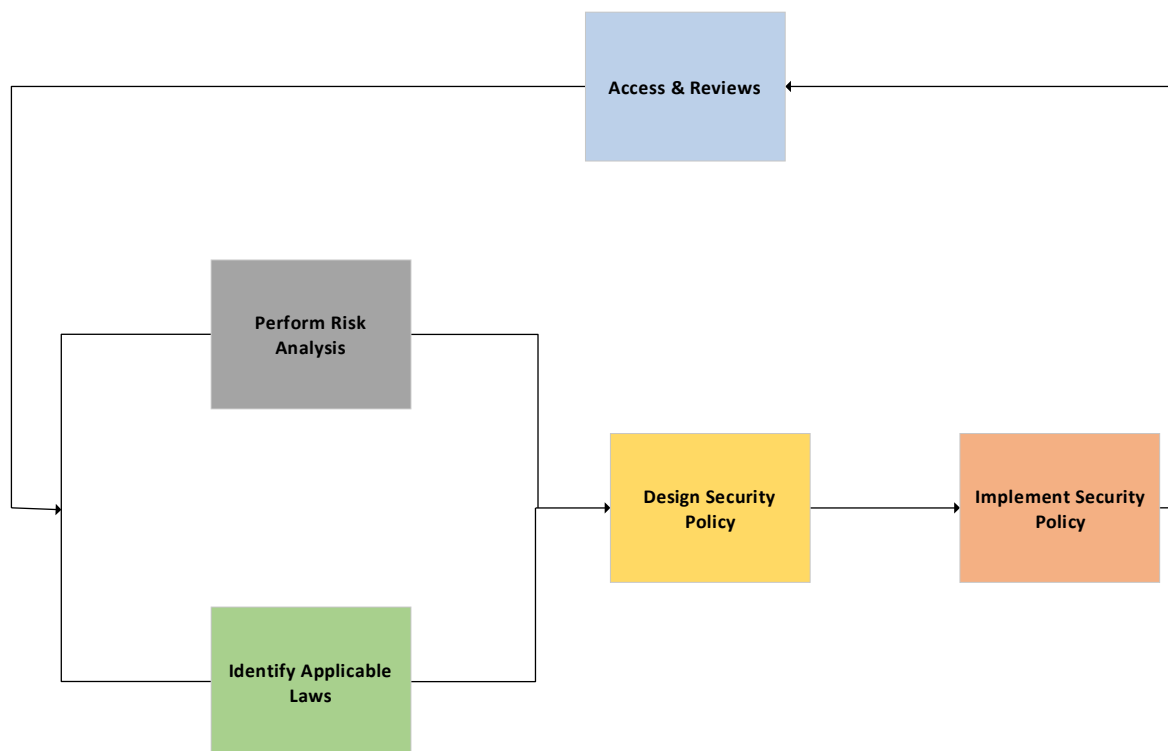 Access & Reviews
Perform Risk
Analysis
Design Security
Policy
Implement Security
Policy
Identify Applicable
Laws